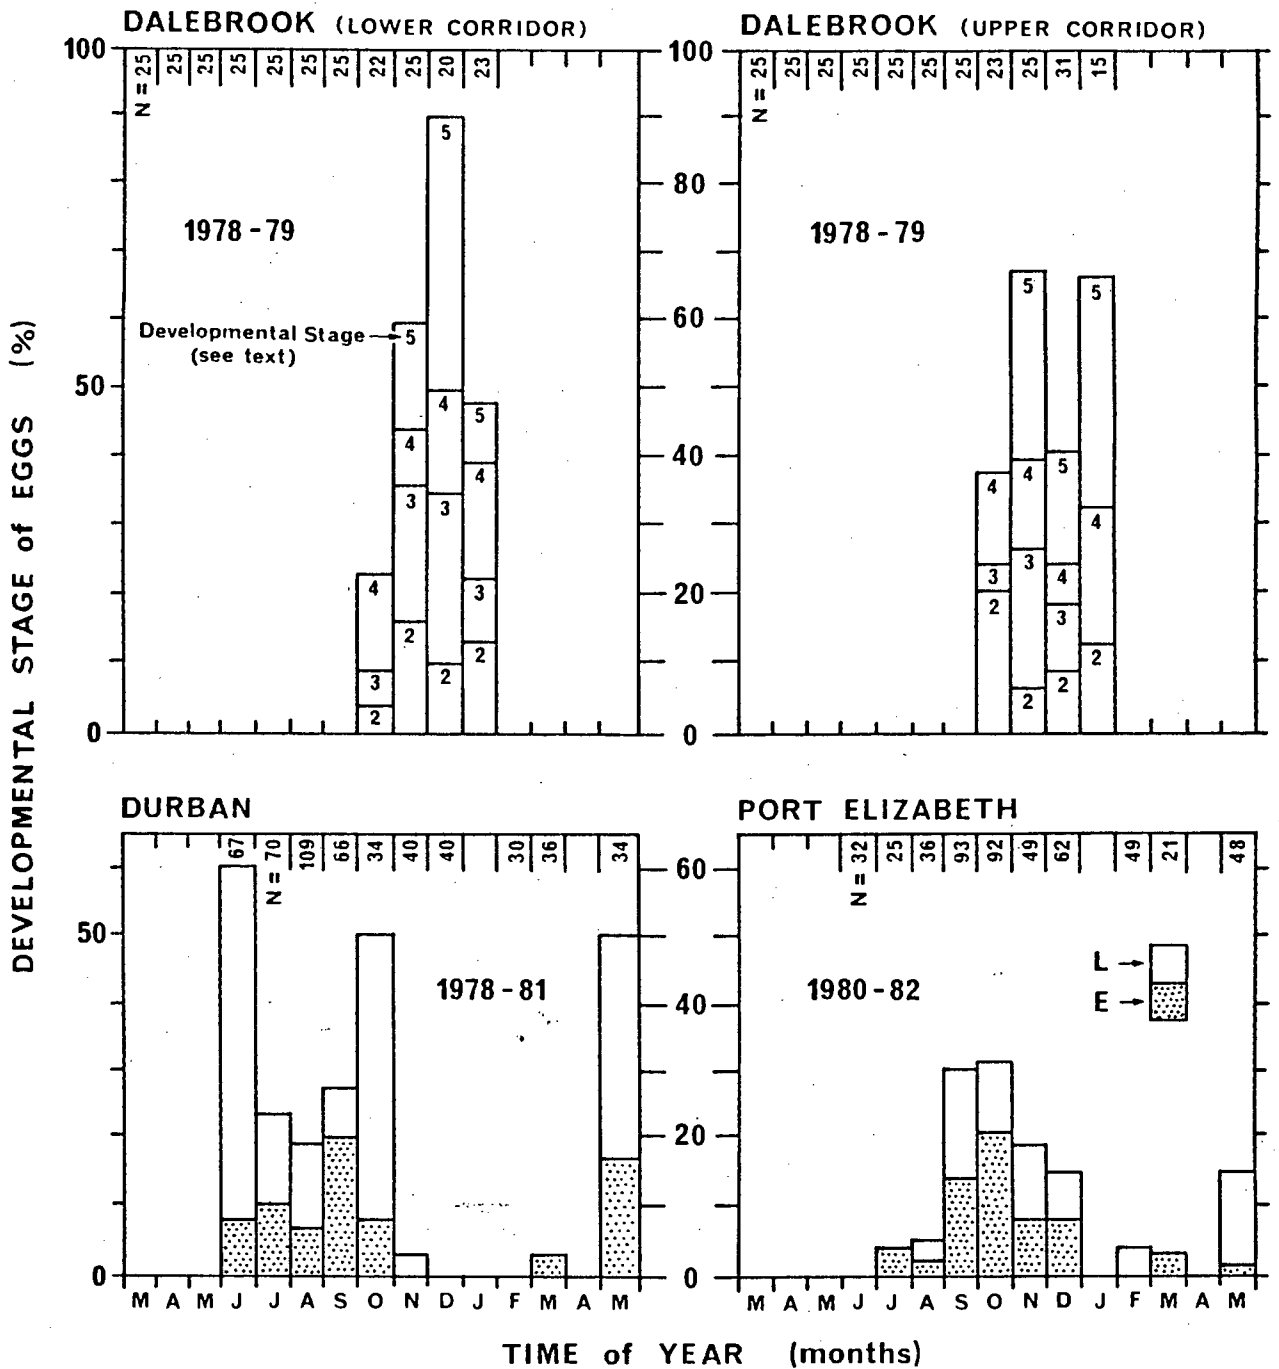 DALEBROOK (LOWER CORRIDOR)
N = 25 25 25 25 25 25 25 22 25 20 23
100
50
0
1978 - 79
Developmental Stage
(see text)
2 3 4
2 3 4 5
2 3 4 5
2 3 4 5
DALEBROOK (UPPER CORRIDOR)
N = 25 25 25 25 25 25 25 23 25 31 15
100
80
60
40
20
0
1978 - 79
2 3 4
2 3 4 5
2 3 4 5
2 4 5
DEVELOPMENTAL STAGE of EGGS (%)
DURBAN
67 N = 70 109 66 34 40 40 30 36 34
50
0
1978 - 81
M A M J J A S O N D J F M A M
PORT ELIZABETH
N = 32 25 36 93 92 49 62 49 21 48
60
40
20
0
1980 - 82
L
E
M A M J J A S O N D J F M A M
TIME of YEAR (months)